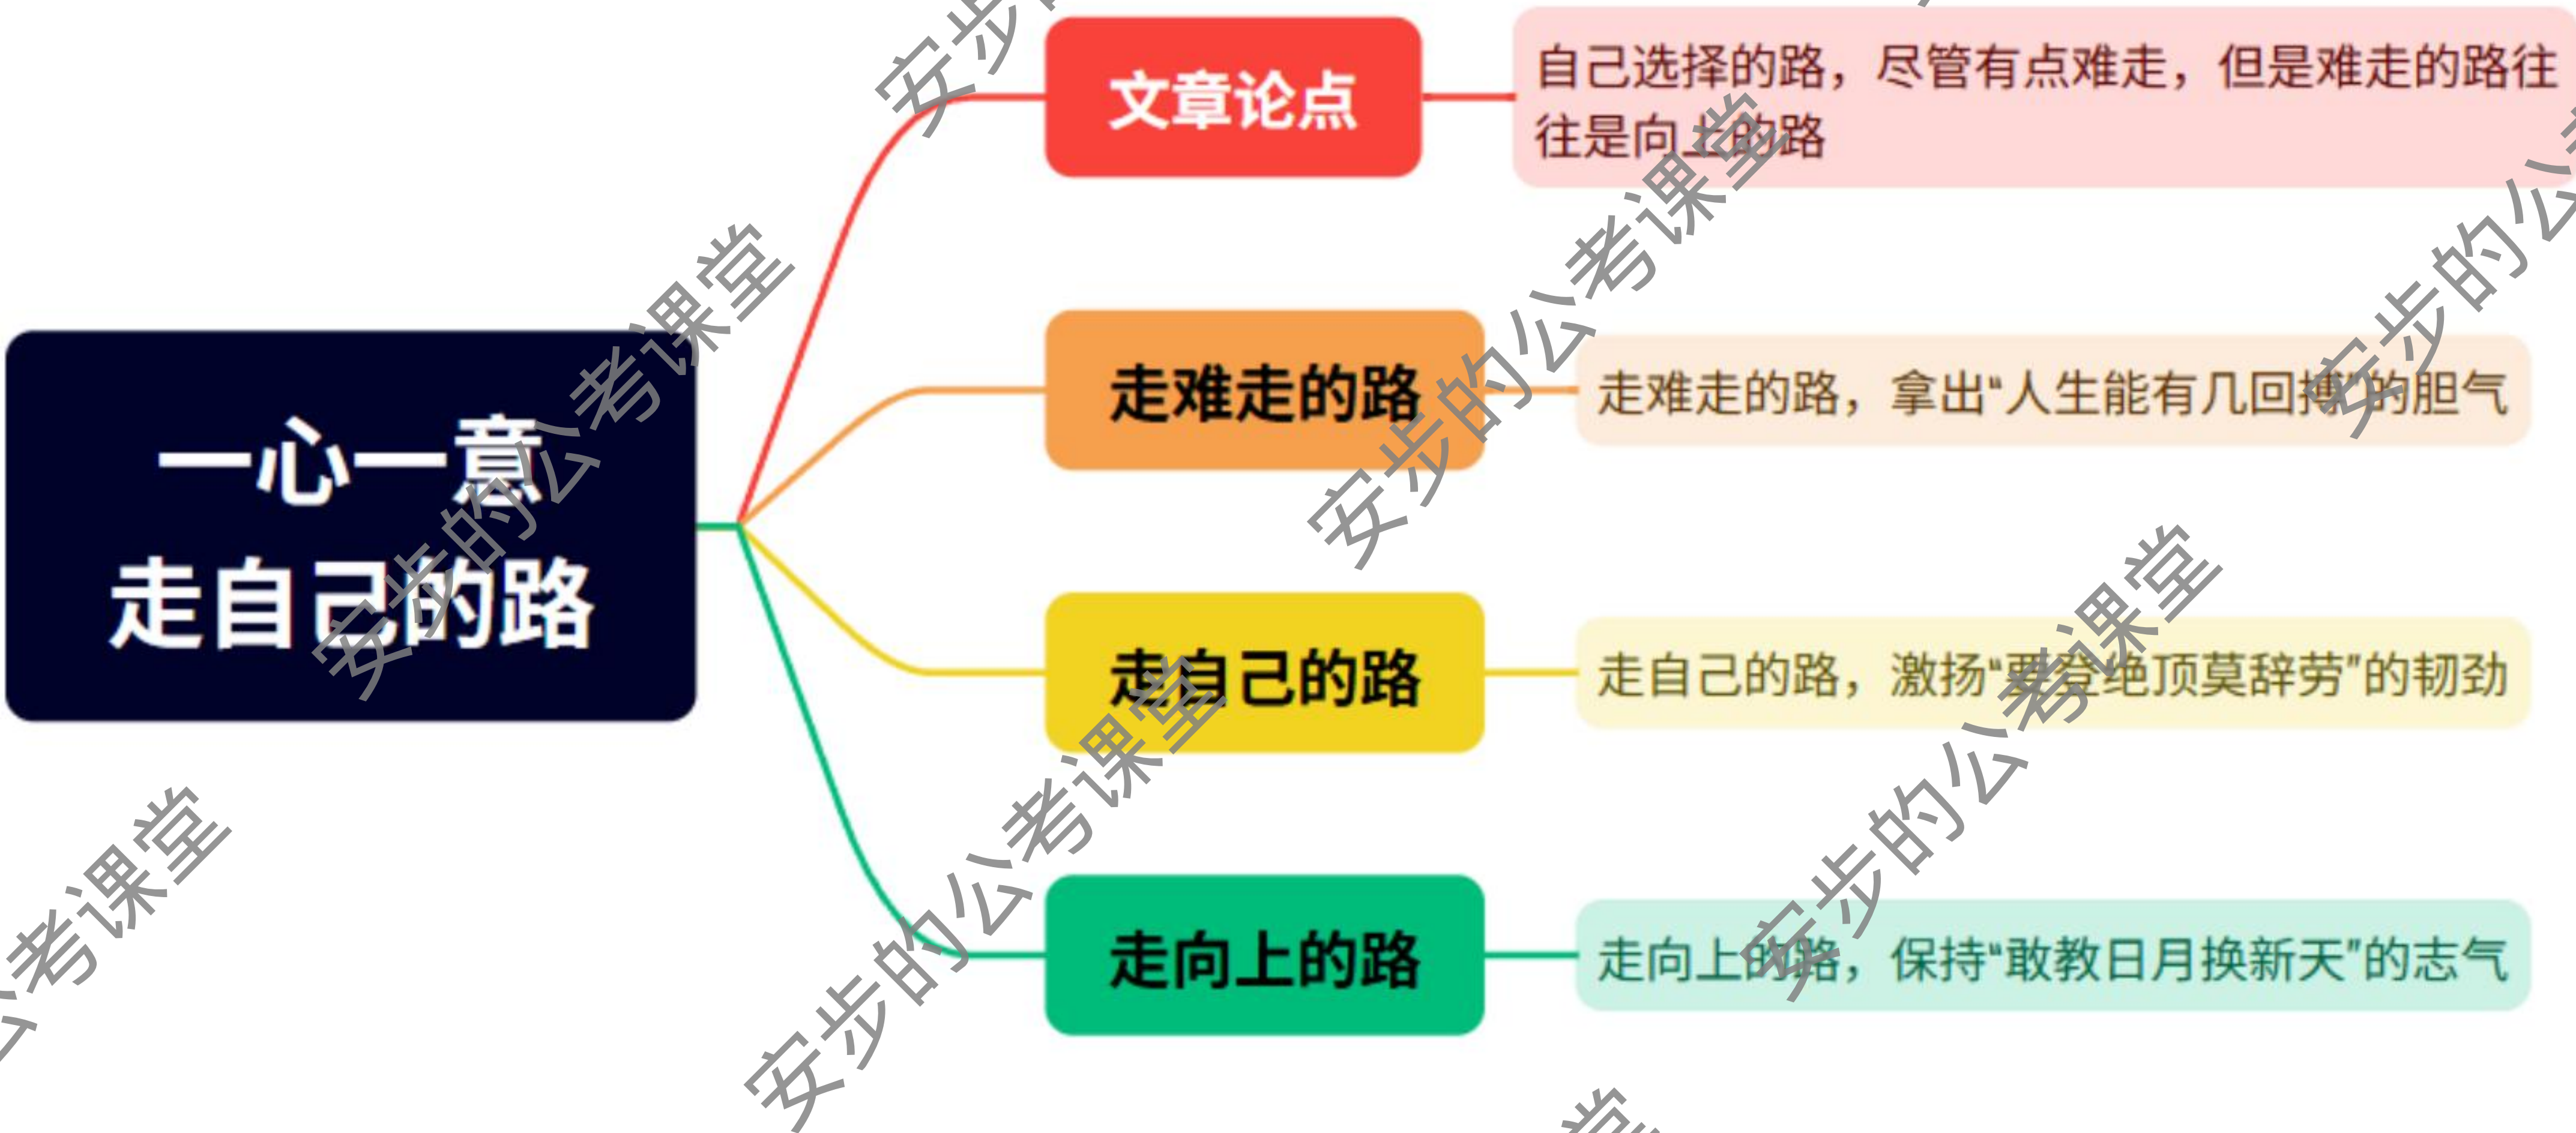 一心一意
走自己的路
文章论点
自己选择的路，尽管有点难走，但是难走的路往
往是向上的路
走难走的路
走难走的路，拿出“人生能有几回搏”的胆气
走自己的路
走自己的路，激扬“要登绝顶莫辞劳”的韧劲
走向上的路
走向上的路，保持“敢教日月换新天”的志气
安步的公考课堂
安步的公考课堂
安步的公考课堂
安步的公考课堂
安步
安步的公
公考课堂
堂